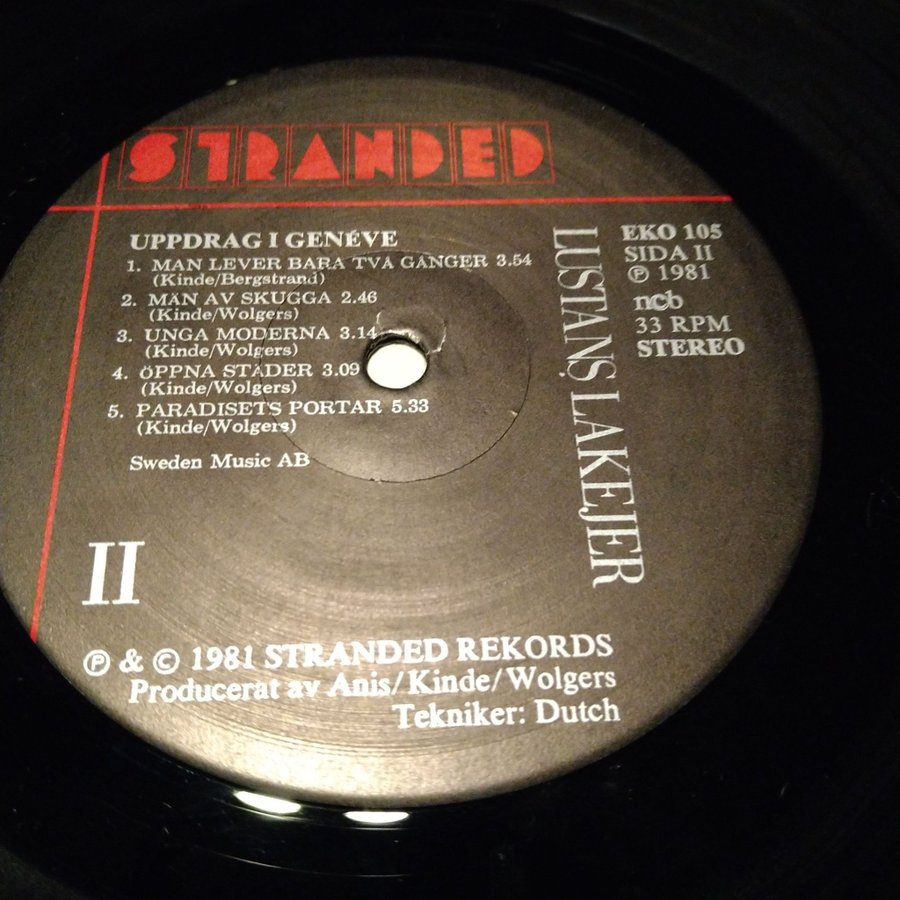 STRANDED
UPPDRAG I GENÉVE
1. MAN LEVER BARA TVÅ GÅNGER 3.54
(Kinde/Bergstrand)
2. MÄN AV SKUGGA 2.46
(Kinde/Wolgers)
3. UNGA MODERNA 3.14
(Kinde/Wolgers)
4. ÖPPNA STÄDER 3.09
(Kinde/Wolgers)
5. PARADISETS PORTAR 5.33
(Kinde/Wolgers)
Sweden Music AB
LUSTANS LAKEJER
EKO 105
SIDA II
℗ 1981
ncb
33 RPM
STEREO
II
℗ & © 1981 STRANDED REKORDS
Producerat av Anis/Kinde/Wolgers
Tekniker: Dutch